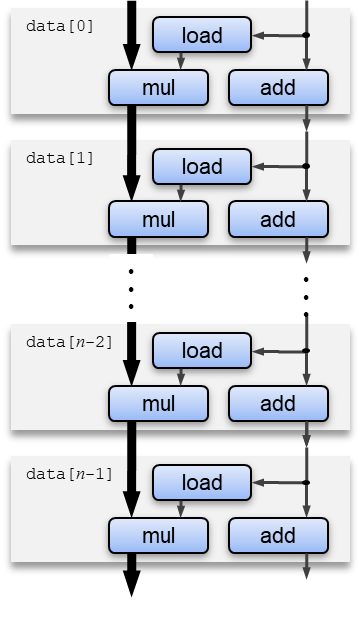 data[0]
load
mul
add
data[1]
load
mul
add
data[n-2]
load
mul
add
data[n-1]
load
mul
add